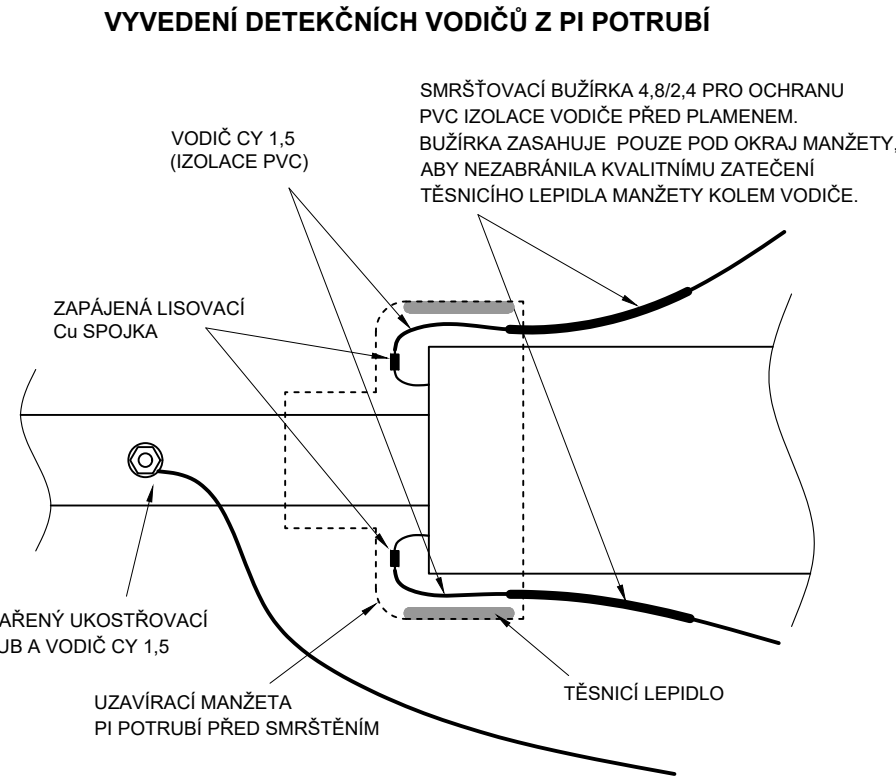 VYVEDENÍ DETEKČNÍCH VODIČŮ Z PI POTRUBÍ
SMRŠŤOVACÍ BUŽÍRKA 4,8/2,4 PRO OCHRANU
PVC IZOLACE VODIČE PŘED PLAMENEM.
BUŽÍRKA ZASAHUJE POUZE POD OKRAJ MANŽETY,
ABY NEZABRÁNILA KVALITNÍMU ZATEČENÍ
TĚSNICÍHO LEPIDLA MANŽETY KOLEM VODIČE.
VODIČ CY 1,5
(IZOLACE PVC)
ZAPÁJENÁ LISOVACÍ
Cu SPOJKA
AŘENÝ UKOSTŘOVACÍ
UB A VODIČ CY 1,5
UZAVÍRACÍ MANŽETA
PI POTRUBÍ PŘED SMRŠTĚNÍM
TĚSNICÍ LEPIDLO